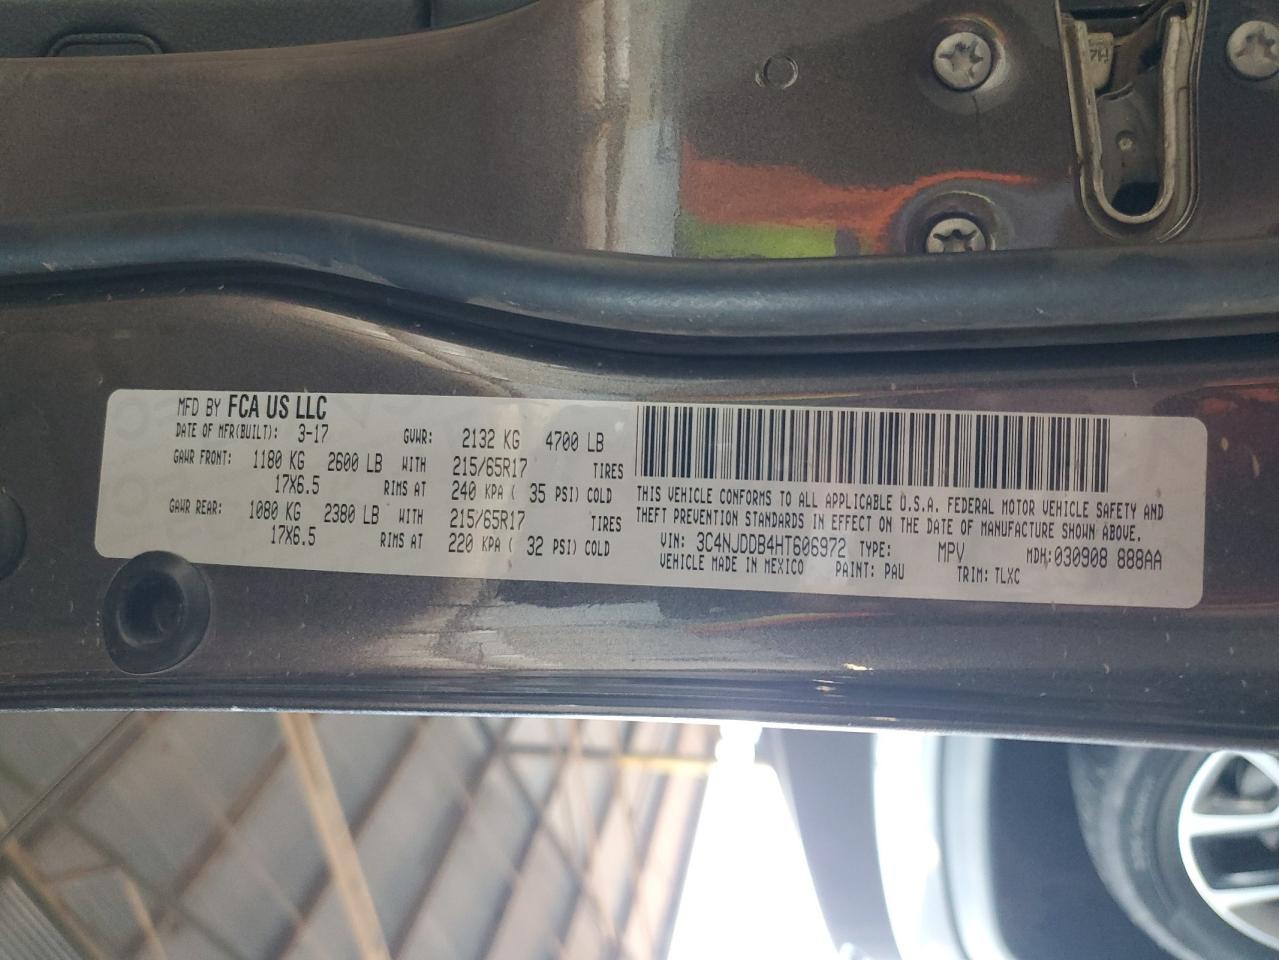 MFD BY FCA US LLC
DATE OF MFR(BUILT): 3-17 GVWR: 2132 KG 4700 LB
GAWR FRONT: 1180 KG 2600 LB WITH 215/65R17 TIRES
17X6.5 RIMS AT 240 KPA ( 35 PSI) COLD
GAWR REAR: 1080 KG 2380 LB WITH 215/65R17 TIRES
17X6.5 RIMS AT 220 KPA ( 32 PSI) COLD
THIS VEHICLE CONFORMS TO ALL APPLICABLE U.S.A. FEDERAL MOTOR VEHICLE SAFETY AND
THEFT PREVENTION STANDARDS IN EFFECT ON THE DATE OF MANUFACTURE SHOWN ABOVE.
VIN: 3C4NJDDB4HT606972 TYPE: MPV MDH:030908 888AA
VEHICLE MADE IN MEXICO PAINT: PAU TRIM: TLXC